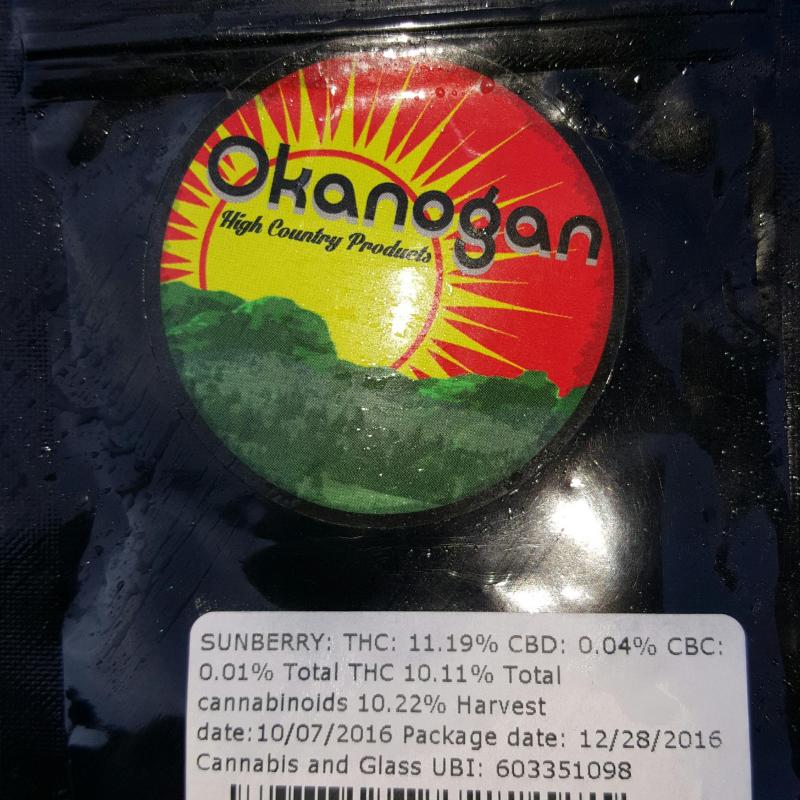 Okanogan
High Country Products
SUNBERRY: THC: 11.19% CBD: 0.04% CBC:
0.01% Total THC 10.11% Total
cannabinoids 10.22% Harvest
date:10/07/2016 Package date: 12/28/2016
Cannabis and Glass UBI: 603351098